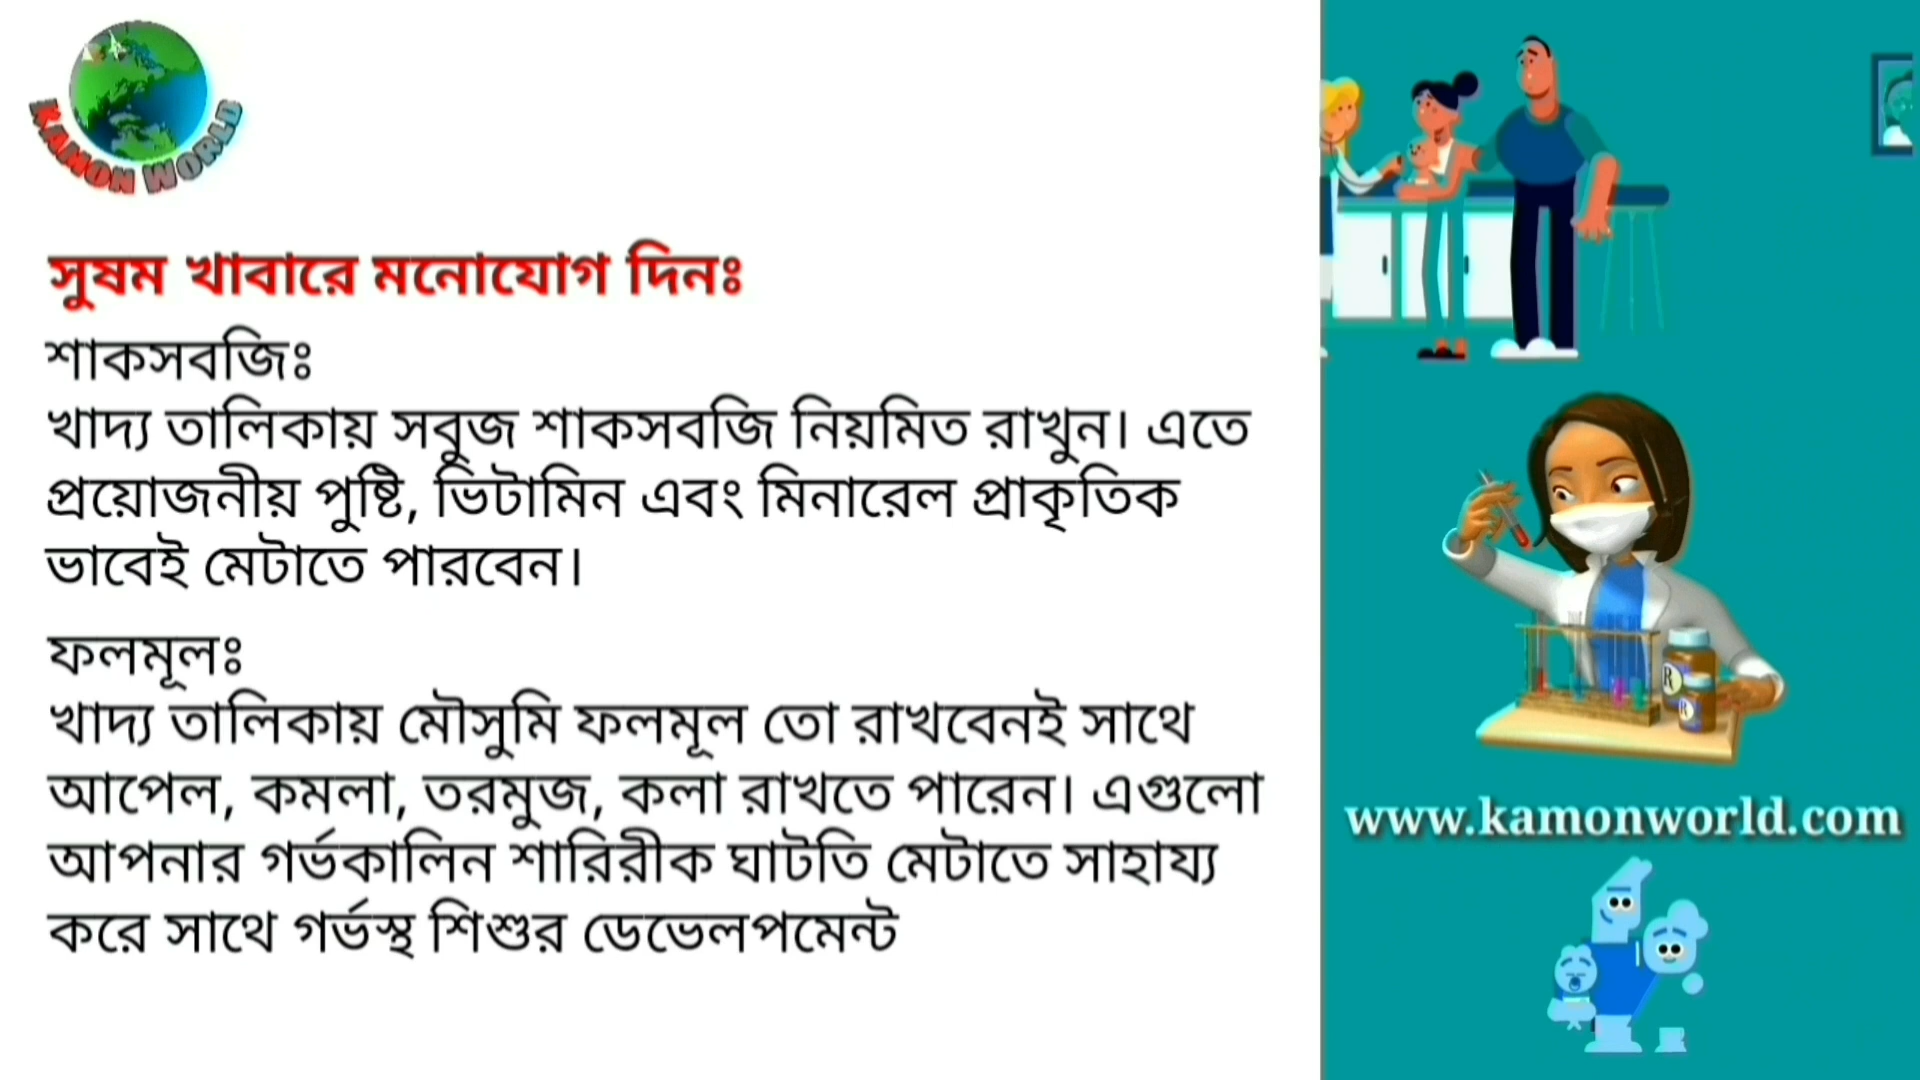 KAMON WORLD
সুষম খাবারে মনোযোগ দিনঃ
শাকসবজিঃ
খাদ্য তালিকায় সবুজ শাকসবজি নিয়মিত রাখুন। এতে
প্রয়োজনীয় পুষ্টি, ভিটামিন এবং মিনারেল প্রাকৃতিক
ভাবেই মেটাতে পারবেন।
ফলমূলঃ
খাদ্য তালিকায় মৌসুমি ফলমূল তো রাখবেনই সাথে
আপেল, কমলা, তরমুজ, কলা রাখতে পারেন। এগুলো
আপনার গর্ভকালিন শারিরীক ঘাটতি মেটাতে সাহায্য
করে সাথে গর্ভস্থ শিশুর ডেভেলপমেন্ট
R
R
www.kamonworld.com